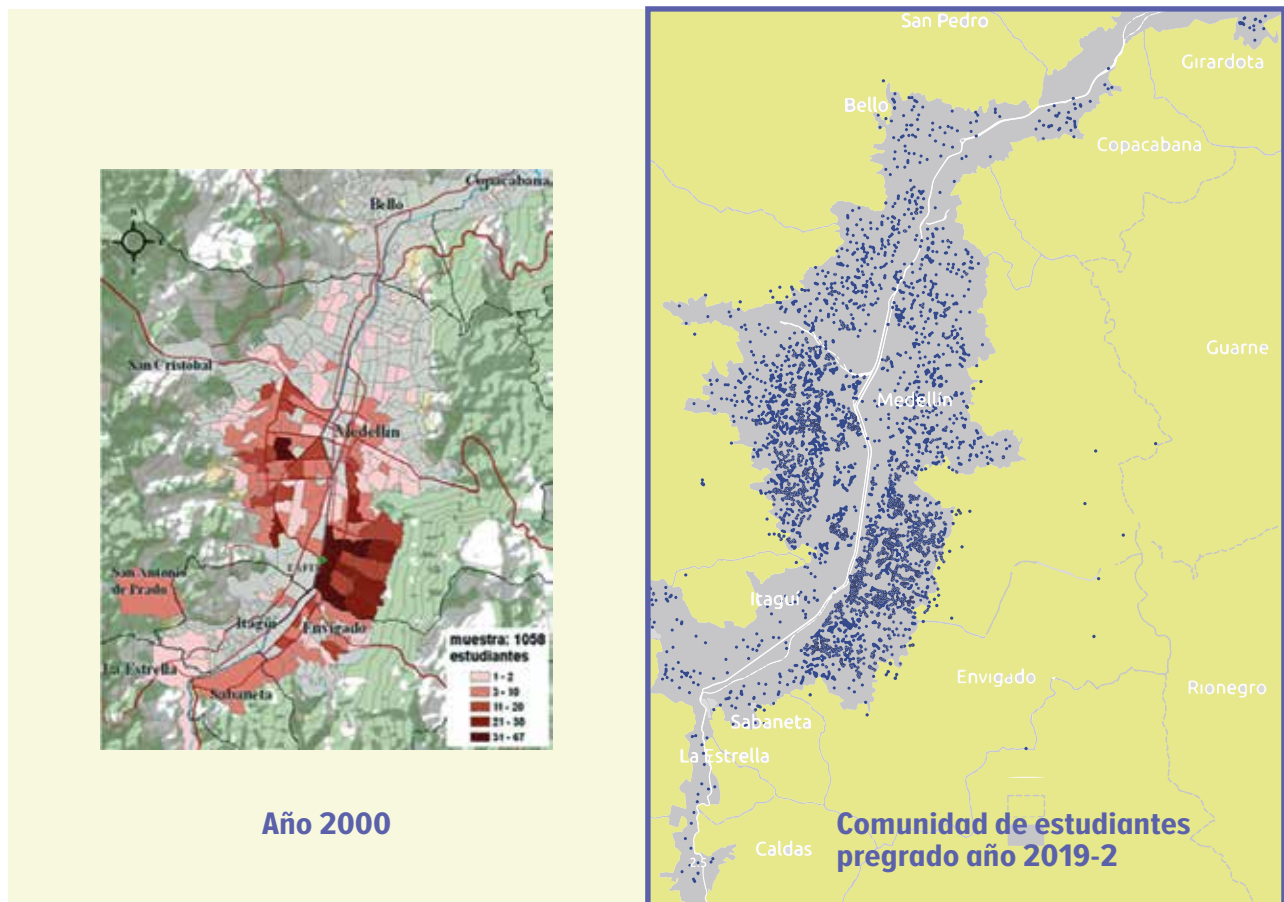 Copacabana
Bello
San Cristobal
Medellín
San Antonio
de Prado
Itagüí
Envigado
La Estrella
Sabaneta
muestra: 1058
estudiantes
1 - 2
3 - 10
11 - 20
21 - 30
31 - 67
Año 2000
San Pedro
Girardota
Bello
Copacabana
Guarne
Medellín
Itagüí
Envigado
Rionegro
Sabaneta
La Estrella
Caldas
2.5
Comunidad de estudiantes
pregrado año 2019-2